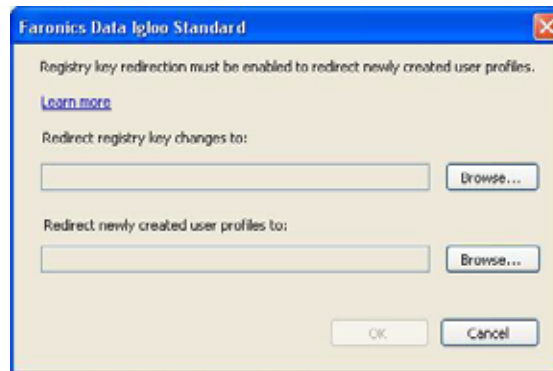 Faronics Data Igloo Standard
Registry key redirection must be enabled to redirect newly created user profiles.
Learn more
Redirect registry key changes to:
Browse...
Redirect newly created user profiles to:
Browse...
OK
Cancel